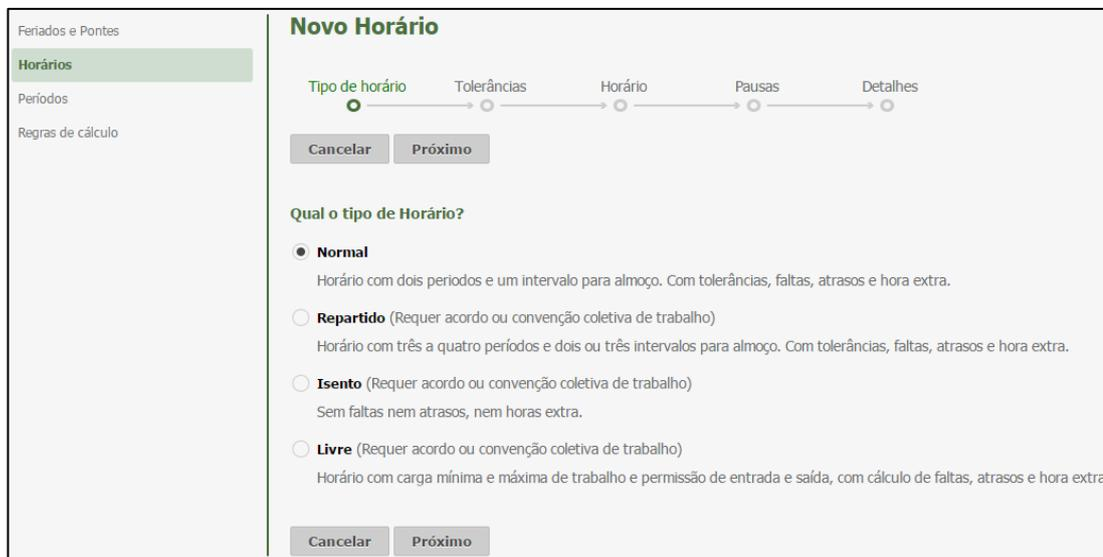 Feriados e Pontes
Horários
Períodos
Regras de cálculo
Novo Horário
Tipo de horário Tolerâncias Horário Pausas Detalhes
Cancelar Próximo
Qual o tipo de Horário?
Normal
Horário com dois periodos e um intervalo para almoço. Com tolerâncias, faltas, atrasos e hora extra.
Repartido (Requer acordo ou convenção coletiva de trabalho)
Horário com três a quatro períodos e dois ou três intervalos para almoço. Com tolerâncias, faltas, atrasos e hora extra.
Isento (Requer acordo ou convenção coletiva de trabalho)
Sem faltas nem atrasos, nem horas extra.
Livre (Requer acordo ou convenção coletiva de trabalho)
Horário com carga mínima e máxima de trabalho e permissão de entrada e saída, com cálculo de faltas, atrasos e hora extra
Cancelar Próximo